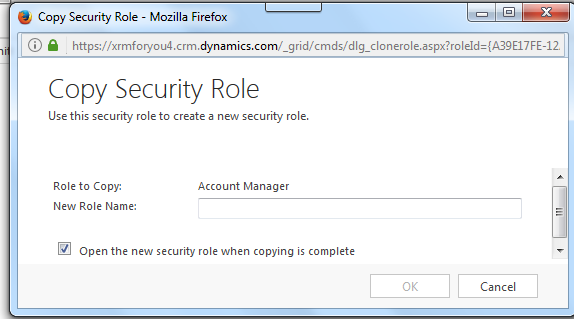 Copy Security Role - Mozilla Firefox
https://xrmforyou4.crm.dynamics.com/_grid/cmds/dlg_clonerole.aspx?roleId={A39E17FE-12
Copy Security Role
Use this security role to create a new security role.
Role to Copy: Account Manager
New Role Name:
Open the new security role when copying is complete
OK Cancel